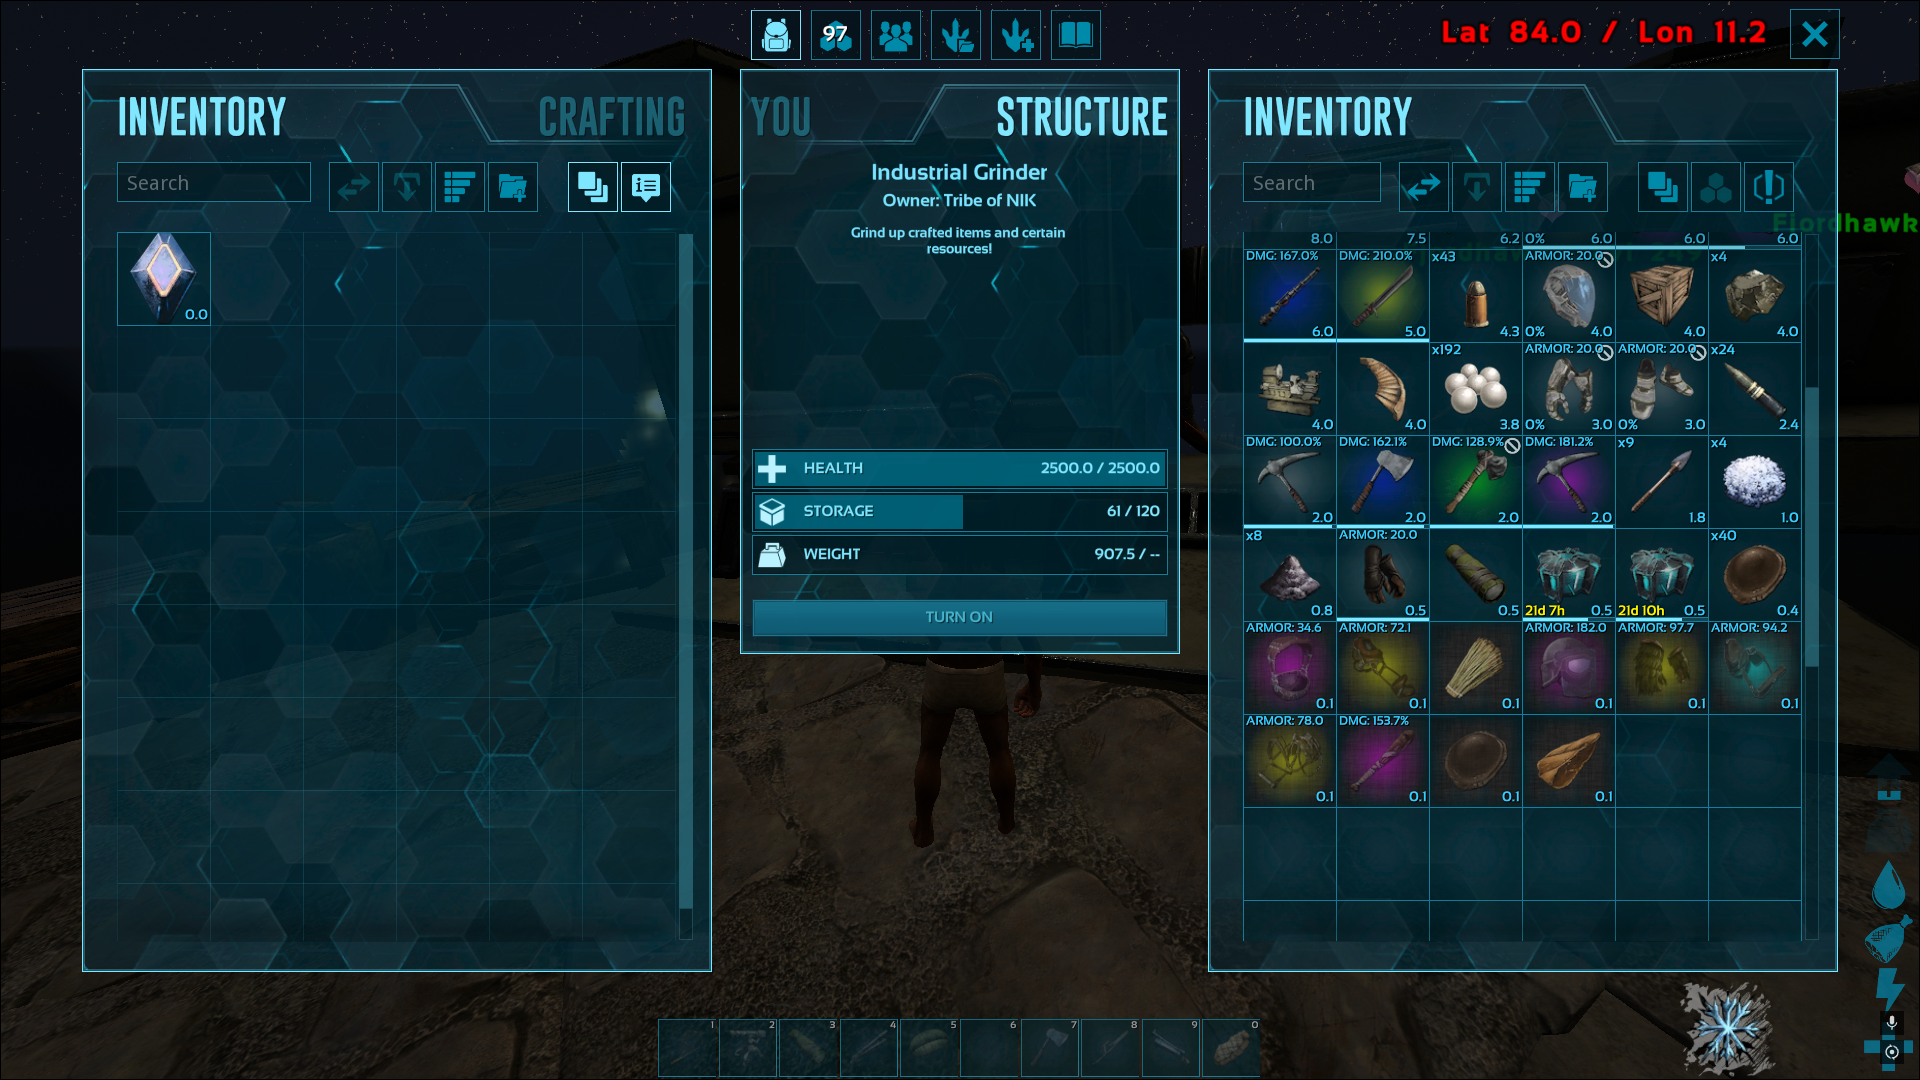 97
Lat 84.0 / Lon 11.2
INVENTORY
CRAFTING
Search
0.0
YOU
STRUCTURE
Industrial Grinder
Owner: Tribe of NIK
Grind up crafted items and certain
resources!
HEALTH 2500.0 / 2500.0
STORAGE 61 / 120
WEIGHT 907.5 / --
TURN ON
INVENTORY
Search
Fjordhawk
8.0 7.5 6.2 0% 6.0 6.0 6.0
DMG: 167.0% DMG: 210.0% x43 ARMOR: 20.0 x4
6.0 5.0 4.3 0% 4.0 4.0 4.0
x192 ARMOR: 20.0 ARMOR: 20.0 x24
4.0 4.0 3.8 0% 3.0 0% 3.0 2.4
DMG: 100.0% DMG: 162.1% DMG: 128.9% DMG: 181.2% x9 x4
2.0 2.0 2.0 2.0 1.8 1.0
x8 ARMOR: 20.0 x40
0.8 0.5 0.5 21d 7h 0.5 21d 10h 0.5 0.4
ARMOR: 34.6 ARMOR: 72.1 ARMOR: 182.0 ARMOR: 97.7 ARMOR: 94.2
0.1 0.1 0.1 0.1 0.1 0.1
ARMOR: 78.0 DMG: 153.7%
0.1 0.1 0.1 0.1
1 2 3 4 5 6 7 8 9 0